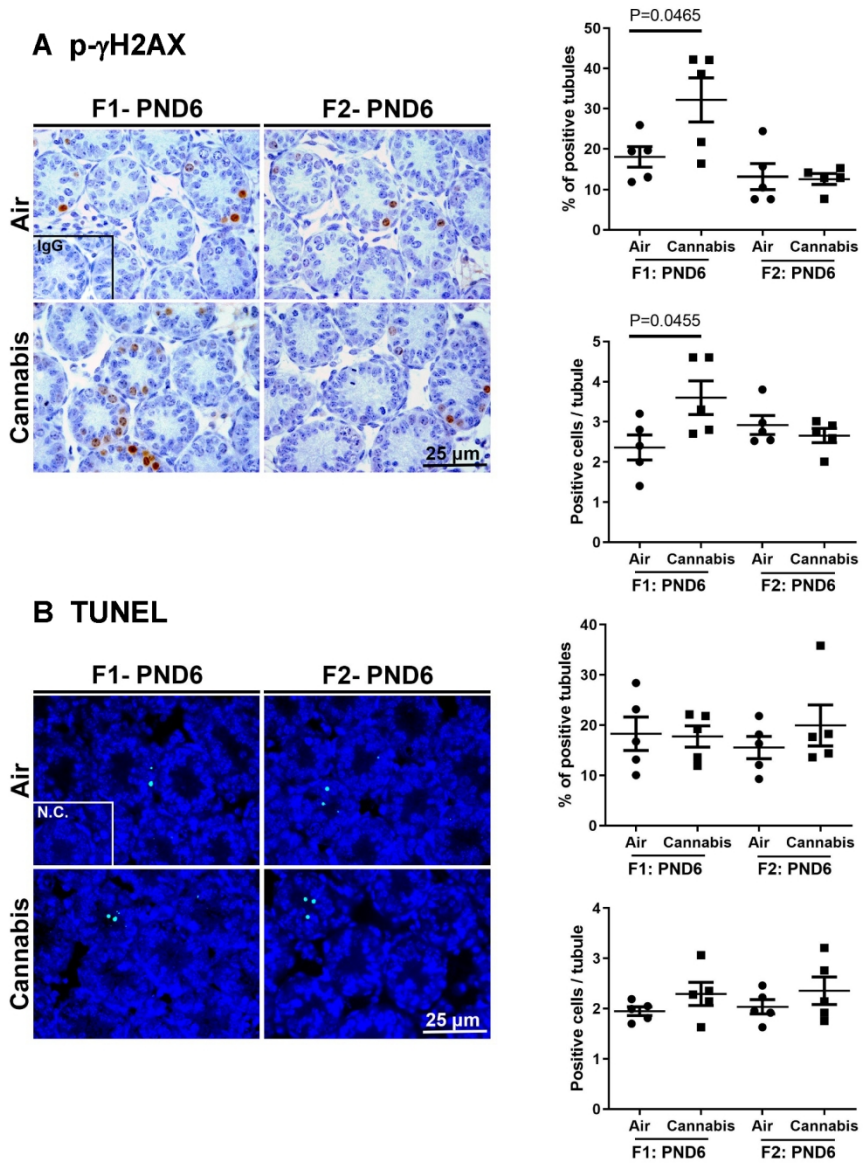 A p-γH2AX
F1- PND6 F2- PND6
Air
IgG
Cannabis
25 µm
P=0.0465
% of positive tubules
50
40
30
20
10
0
Air Cannabis Air Cannabis
F1: PND6 F2: PND6
P=0.0455
Positive cells / tubule
5
4
3
2
1
0
Air Cannabis Air Cannabis
F1: PND6 F2: PND6
B TUNEL
F1- PND6 F2- PND6
Air
N.C.
Cannabis
25 µm
% of positive tubules
40
30
20
10
0
Air Cannabis Air Cannabis
F1: PND6 F2: PND6
Positive cells / tubule
4
3
2
1
0
Air Cannabis Air Cannabis
F1: PND6 F2: PND6